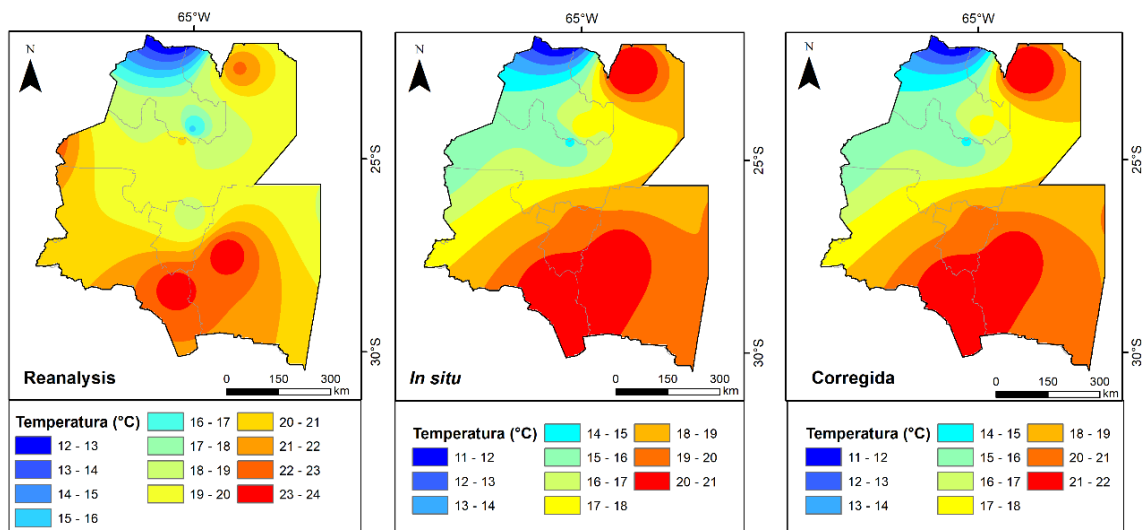 65°W
N
25°S
30°S
Reanalysis
0 150 300
km
Temperatura (°C)
12 - 13
13 - 14
14 - 15
15 - 16
16 - 17
17 - 18
18 - 19
19 - 20
20 - 21
21 - 22
22 - 23
23 - 24
65°W
N
25°S
30°S
In situ
0 150 300
km
Temperatura (°C)
11 - 12
12 - 13
13 - 14
14 - 15
15 - 16
16 - 17
17 - 18
18 - 19
19 - 20
20 - 21
65°W
N
25°S
30°S
Corregida
0 150 300
km
Temperatura (°C)
11 - 12
12 - 13
13 - 14
14 - 15
15 - 16
16 - 17
17 - 18
18 - 19
20 - 21
21 - 22